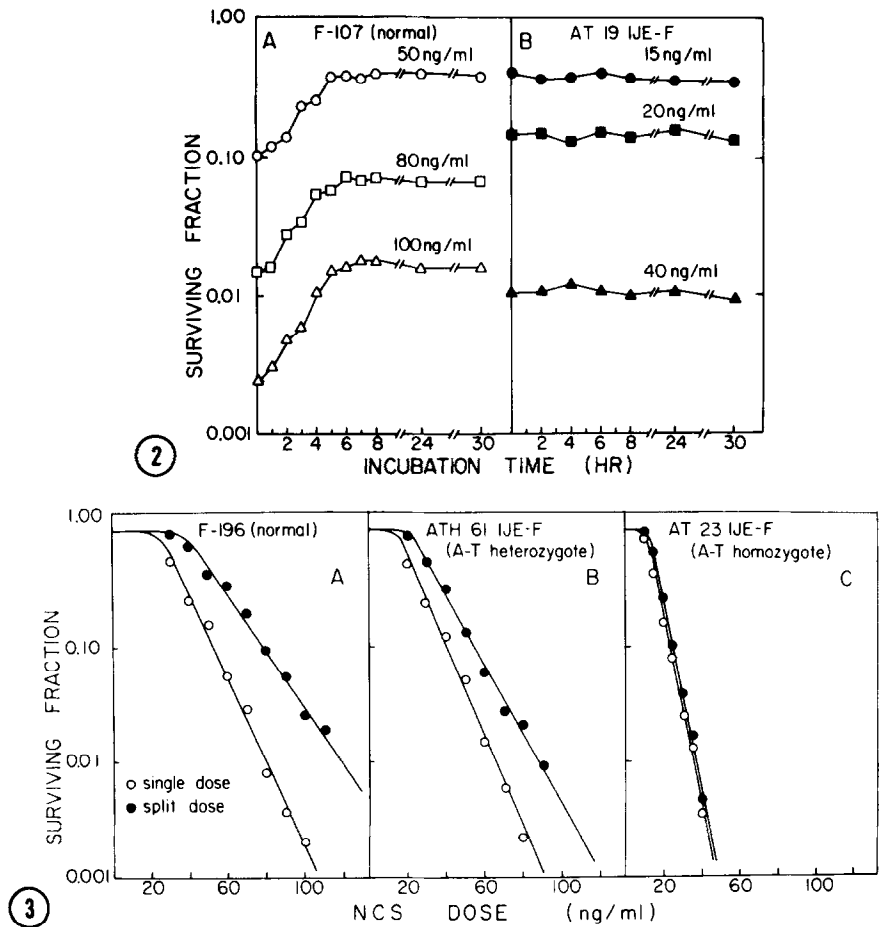 A F-107 (normal)
50ng/ml
80ng/ml
100ng/ml
B AT 19 IJE-F
15ng/ml
20ng/ml
40ng/ml
SURVIVING FRACTION
1.00
0.10
0.01
0.001
2 4 6 8 24 30
2 4 6 8 24 30
INCUBATION TIME (HR)
2
F-196 (normal)
A
ATH 61 IJE-F
(A-T heterozygote)
B
AT 23 IJE-F
(A-T homozygote)
C
SURVIVING FRACTION
1.00
0.10
0.01
0.001
○ single dose
● split dose
20 60 100
20 60 100
20 60 100
NCS DOSE (ng/ml)
3